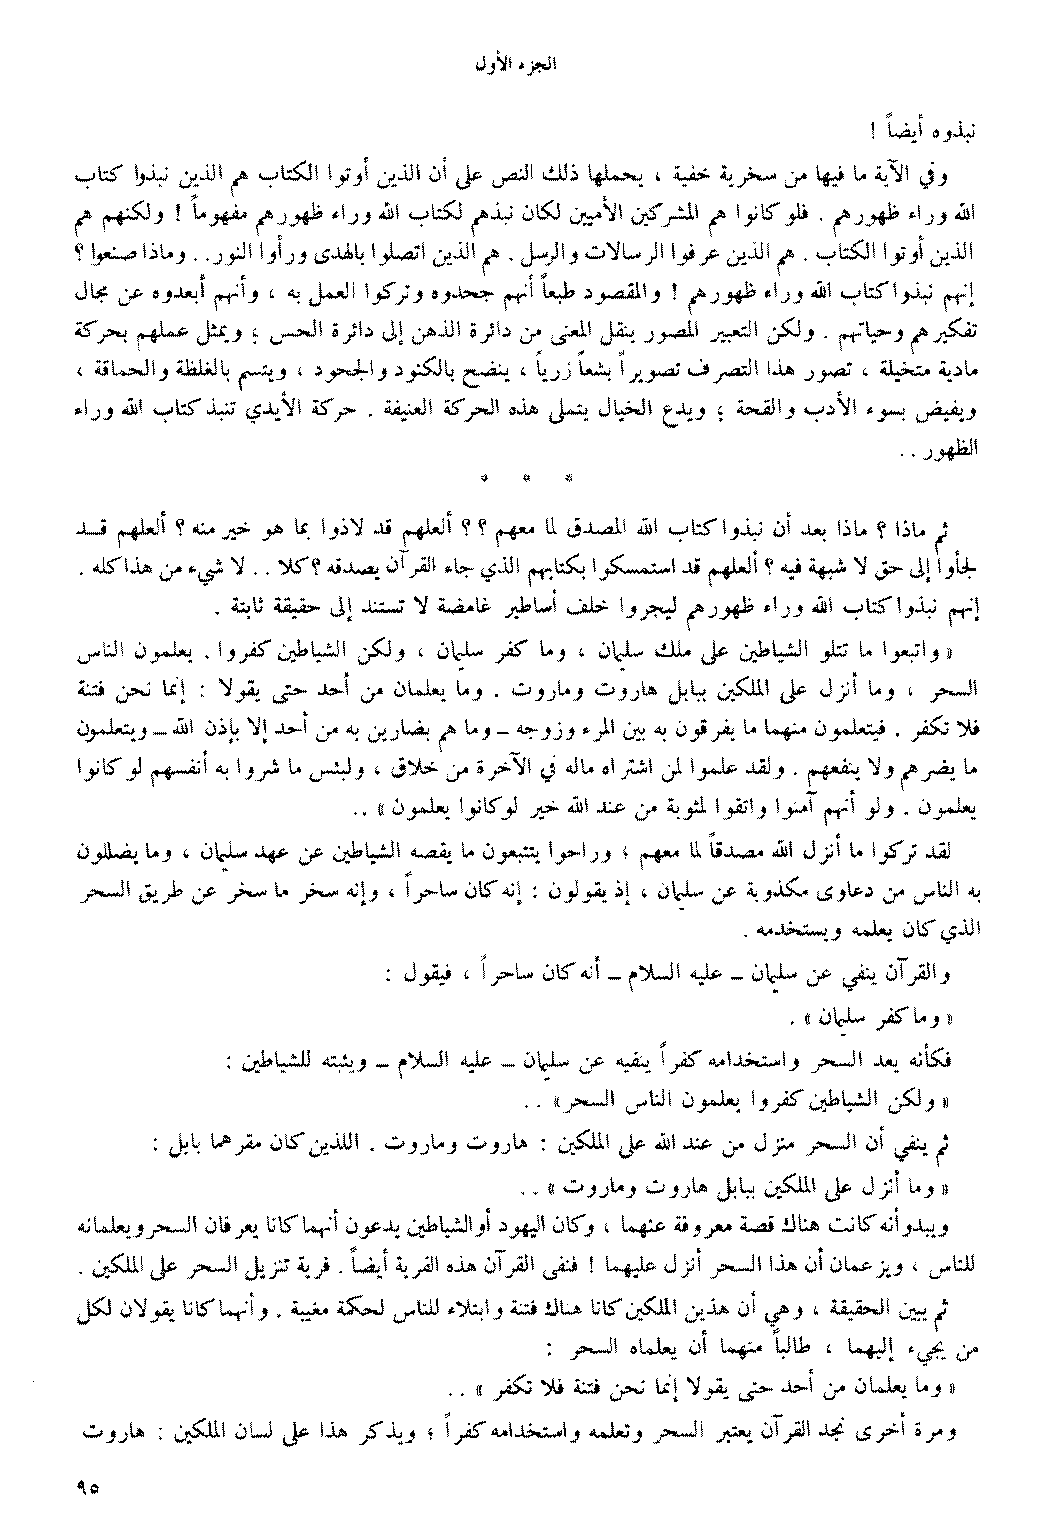 الجزء الأول
نبذوه أيضاً !
وفي الآية ما فيها من سخرية خفية ، يحملها ذلك النص على أن الذين أوتوا الكتاب هم الذين نبذوا كتاب
الله وراء ظهورهم . فلو كانوا هم المشركين الأميين لكان نبذهم لكتاب الله وراء ظهورهم مفهوماً ! ولكنهم هم
الذين أوتوا الكتاب . هم الذين عرفوا الرسالات والرسل . هم الذين اتصلوا بالهدى ورأوا النور . . وماذا صنعوا ؟
إنهم نبذوا كتاب الله وراء ظهورهم ! والمقصود طبعاً أنهم جحدوه وتركوا العمل به ، وأنهم أبعدوه عن مجال
تفكيرهم وحياتهم . ولكن التعبير المصور ينقل المعنى من دائرة الذهن إلى دائرة الحس ؛ ويمثل عملهم بحركة
مادية متخيلة ، تصور هذا التصرف تصويراً بشعاً زرياً ، ينضح بالكنود والجحود ، ويتسم بالغلظة والحماقة ،
ويفيض بسوء الأدب والقحة ؛ ويدع الخيال يتملى هذه الحركة العنيفة . حركة الأيدي تنبذ كتاب الله وراء
الظهور . .
* * *
ثم ماذا ؟ ماذا بعد أن نبذوا كتاب الله المصدق لما معهم ؟ ؟ ألعلهم قد لاذوا بما هو خير منه ؟ ألعلهم قـد
لجأوا إلى حق لا شبهة فيه ؟ ألعلهم قد استمسكوا بكتابهم الذي جاء القرآن يصدقه ؟ كلا . . لا شيء من هذا كله .
إنهم نبذوا كتاب الله وراء ظهورهم ليجروا خلف أساطير غامضة لا تستند إلى حقيقة ثابتة .
« واتبعوا ما تتلو الشياطين على ملك سليمان ، وما كفر سليمان ، ولكن الشياطين كفروا . يعلمون الناس
السحر ، وما أنزل على الملكين ببابل هاروت وماروت . وما يعلمان من أحد حتى يقولا : إنما نحن فتنة
فلا تكفر . فيتعلمون منهما ما يفرقون به بين المرء وزوجه – وما هم بضارين به من أحد إلا بإذن الله – ويتعلمون
ما يضرهم ولا ينفعهم . ولقد علموا لمن اشتراه ماله في الآخرة من خلاق ، ولبئس ما شروا به أنفسهم لو كانوا
يعلمون . ولو أنهم آمنوا واتقوا لمثوبة من عند الله خير لو كانوا يعلمون » . .
لقد تركوا ما أنزل الله مصدقاً لما معهم ؛ وراحوا يتتبعون ما يقصه الشياطين عن عهد سليمان ، وما يضللون
به الناس من دعاوى مكذوبة عن سليمان ، إذ يقولون : إنه كان ساحراً ، وإنه سخر ما سخر عن طريق السحر
الذي كان يعلمه ويستخدمه .
والقرآن ينفي عن سليمان – عليه السلام – أنه كان ساحراً ، فيقول :
« وما كفر سليمان » .
فكأنه يعد السحر واستخدامه كفراً ينفيه عن سليمان – عليه السلام – ويثبته للشياطين :
« ولكن الشياطين كفروا يعلمون الناس السحر» . .
ثم ينفي أن السحر منزل من عند الله على الملكين : هاروت وماروت . اللذين كان مقرهما بابل :
« وما أنزل على الملكين ببابل هاروت وماروت » . .
ويبدو أنه كانت هناك قصة معروفة عنهما ، وكان اليهود أو الشياطين يدعون أنهما كانا يعرفان السحر ويعلمانه
للناس ، ويزعمان أن هذا السحر أنزل عليهما ! فنفى القرآن هذه الفرية أيضاً . فرية تنزيل السحر على الملكين .
ثم يبين الحقيقة ، وهي أن هذين الملكين كانا هناك فتنة وابتلاء للناس لحكمة مغيبة . وأنهما كانا يقولان لكل
من يجيء إليهما ، طالباً منهما أن يعلماه السحر :
« وما يعلمان من أحد حتى يقولا إنما نحن فتنة فلا تكفر » . .
ومرة أخرى نجد القرآن يعتبر السحر وتعلمه واستخدامه كفراً ؛ ويذكر هذا على لسان الملكين : هاروت
٩٥